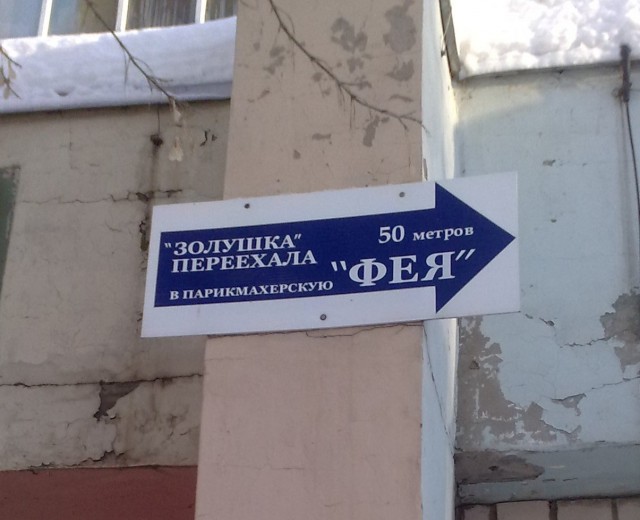 "ЗОЛУШКА"
ПЕРЕЕХАЛА
50 метров
В ПАРИКМАХЕРСКУЮ "ФЕЯ"